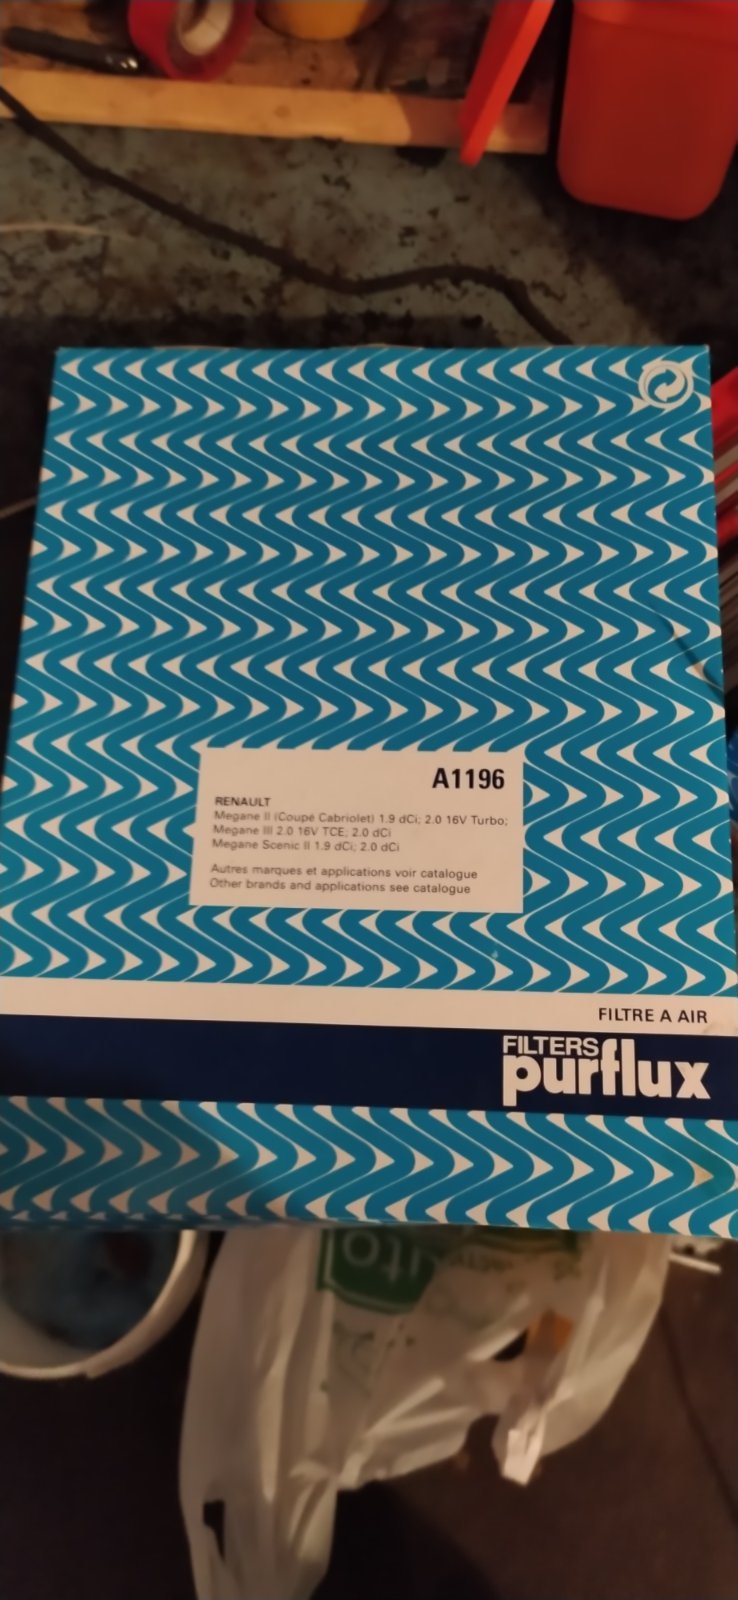 A1196
RENAULT
Megane II (Coupé Cabriolet) 1.9 dCi; 2.0 16V Turbo;
Megane III 2.0 16V TCE; 2.0 dCi
Megane Scenic II 1.9 dCi; 2.0 dCi
Autres marques et applications voir catalogue
Other brands and applications see catalogue
FILTRE A AIR
FILTERS
purflux